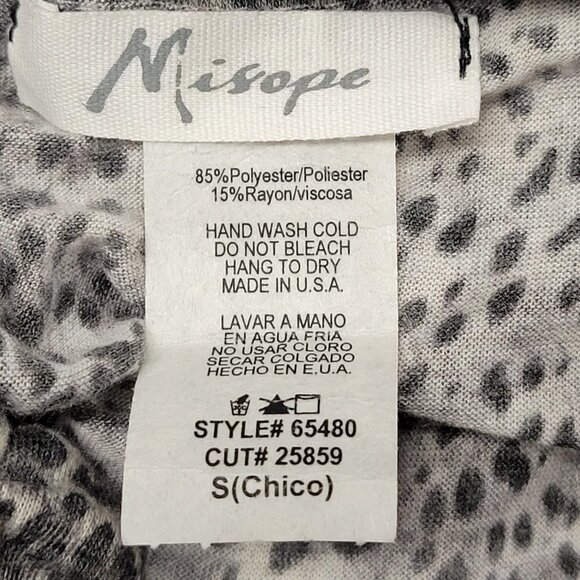 Misope
85%Polyester/Poliester
15%Rayon/viscosa
HAND WASH COLD
DO NOT BLEACH
HANG TO DRY
MADE IN U.S.A.
LAVAR A MANO
EN AGUA FRIA
NO USAR CLORO
SECAR COLGADO
HECHO EN E.U.A.
STYLE# 65480
CUT# 25859
S(Chico)